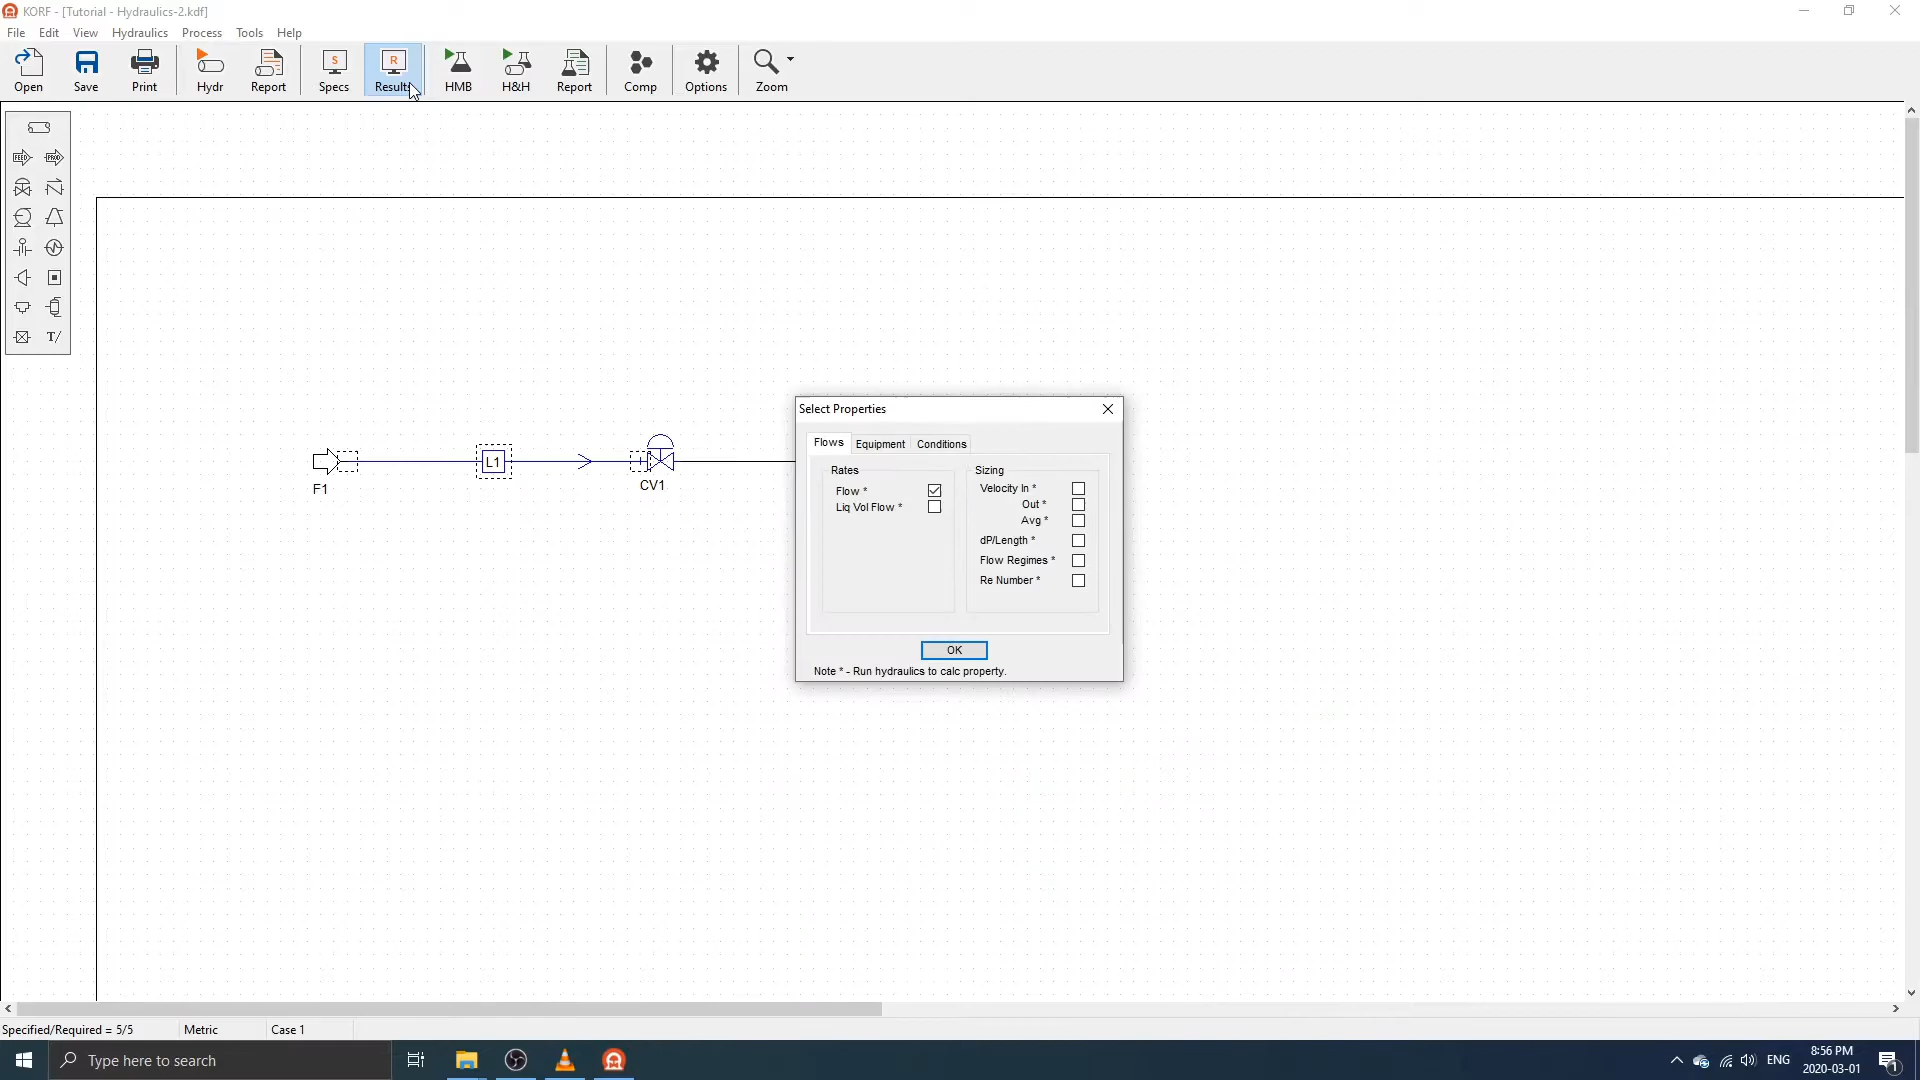 KORF - [Tutorial - Hydraulics-2.kdf]
File Edit View Hydraulics Process Tools Help
S R
Open Save Print Hydr Report Specs Results HMB H&H Report Comp Options Zoom
FEED PROD
T/
Select Properties
Flows Equipment Conditions
Rates
Flow *
Liq Vol Flow *
Sizing
Velocity In *
Out *
Avg *
dP/Length *
Flow Regimes *
Re Number *
OK
Note * - Run hydraulics to calc property.
L1
F1
CV1
Specified/Required = 5/5 Metric Case 1
Type here to search
ENG
8:56 PM
2020-03-01
1